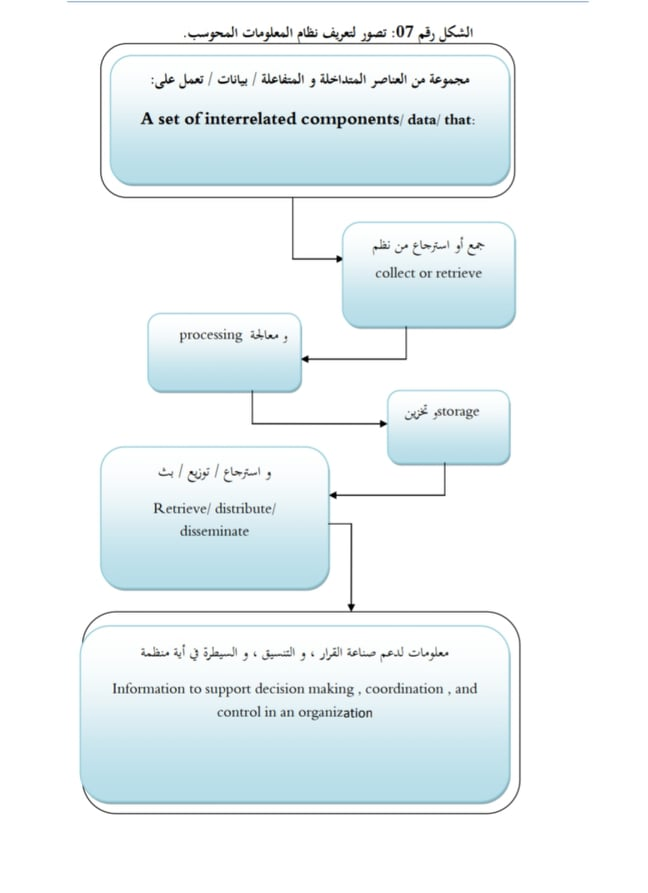 الشكل رقم 07: تصور لتعريف نظام المعلومات المحوسب.
مجموعة من العناصر المتداخلة و المتفاعلة / بيانات / تعمل على:
A set of interrelated components/ data/ that:
جمع أو استرجاع من نظم
collect or retrieve
و معالجة processing
و تخزين storage
و استرجاع / توزيع / بث
Retrieve/ distribute/
disseminate
معلومات لدعم صناعة القرار ، و التنسيق ، و السيطرة في أية منظمة
Information to support decision making , coordination , and
control in an organization